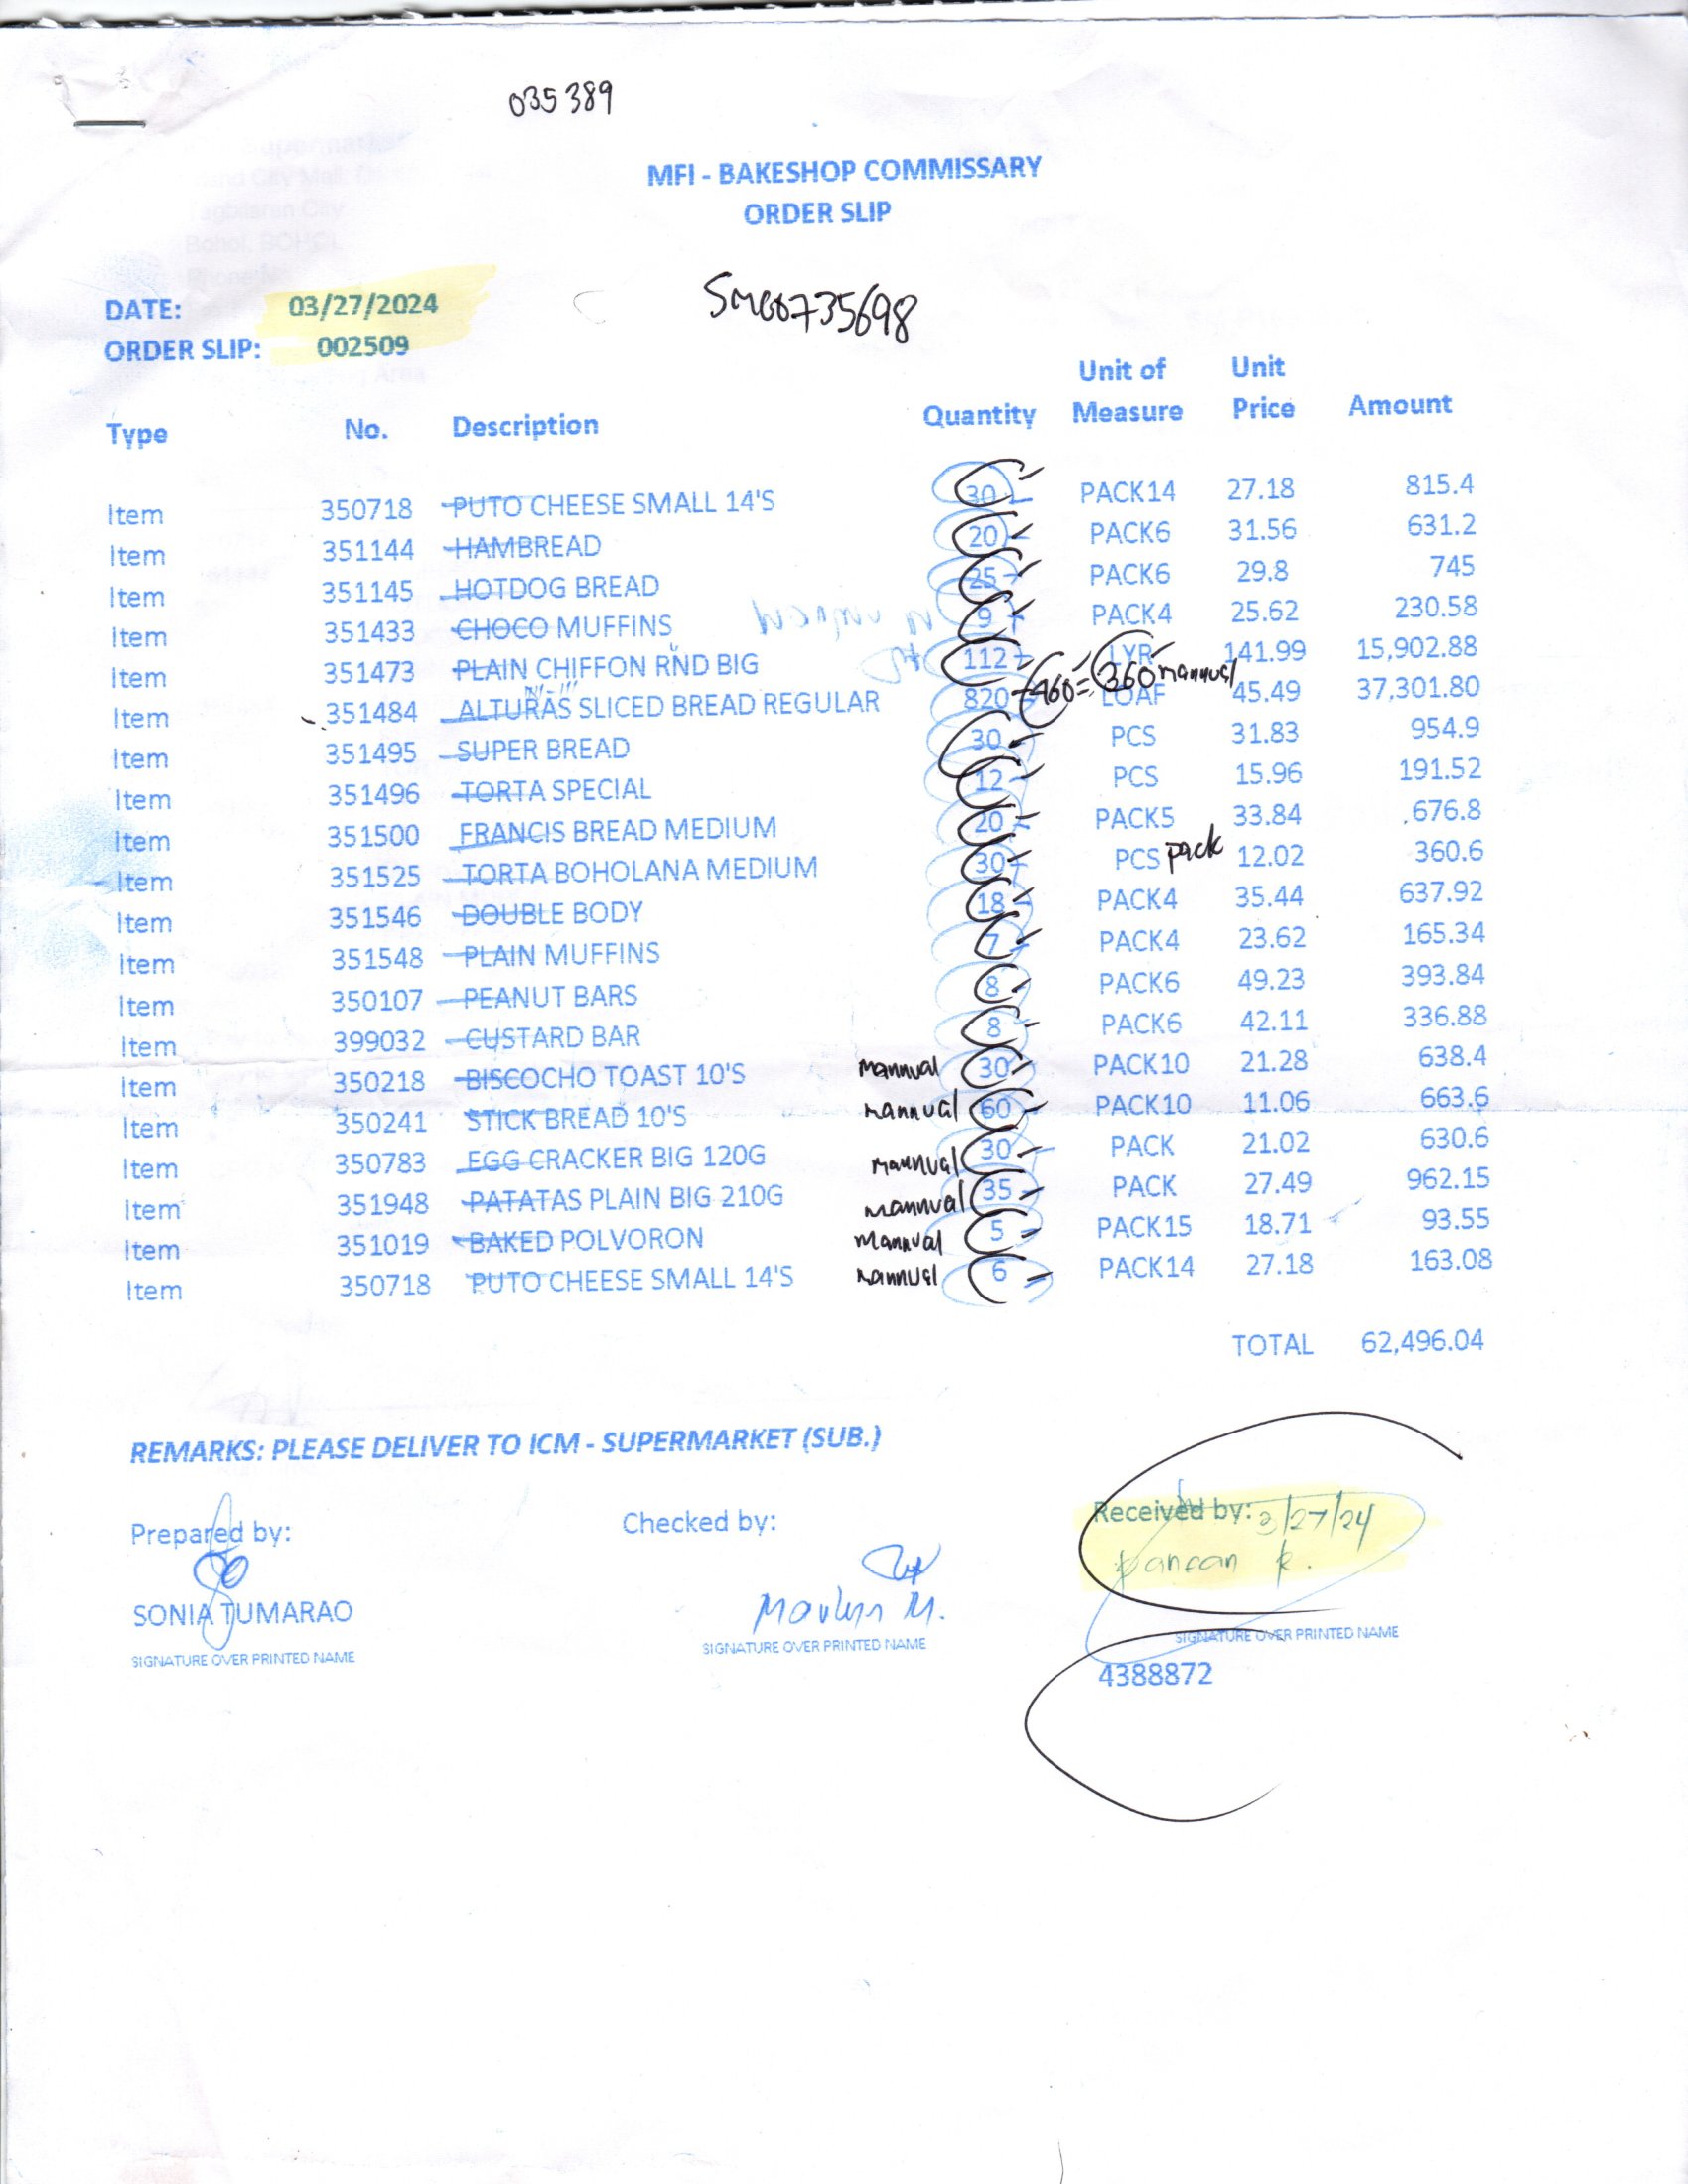 035389
MFI - BAKESHOP COMMISSARY
ORDER SLIP
DATE: 03/27/2024
ORDER SLIP: 002509
Type No. Description Quantity Unit of Measure Unit Price Amount
Item 350718 PUTO CHEESE SMALL 14'S 30 PACK14 27.18 815.4
Item 351144 HAMBREAD 20 PACK6 31.56 631.2
Item 351145 HOTDOG BREAD 25 PACK6 29.8 745
Item 351433 CHOCO MUFFINS 9 PACK4 25.62 230.58
Item 351473 PLAIN CHIFFON RND BIG 112 LYR 141.99 15,902.88
Item 351484 ALTURAS SLICED BREAD REGULAR 820 -460= 360 mannual LOAF 45.49 37,301.80
Item 351495 SUPER BREAD 30 PCS 31.83 954.9
Item 351496 TORTA SPECIAL 12 PCS 15.96 191.52
Item 351500 FRANCIS BREAD MEDIUM 20 PACK5 33.84 676.8
Item 351525 TORTA BOHOLANA MEDIUM 30 PCS pack 12.02 360.6
Item 351546 DOUBLE BODY 18 PACK4 35.44 637.92
Item 351548 PLAIN MUFFINS 7 PACK4 23.62 165.34
Item 350107 PEANUT BARS 8 PACK6 49.23 393.84
Item 399032 CUSTARD BAR 8 PACK6 42.11 336.88
Item 350218 BISCOCHO TOAST 10'S mannual 30 PACK10 21.28 638.4
Item 350241 STICK BREAD 10'S mannual 60 PACK10 11.06 663.6
Item 350783 EGG CRACKER BIG 120G mannual 30 PACK 21.02 630.6
Item 351948 PATATAS PLAIN BIG 210G mannual 35 PACK 27.49 962.15
Item 351019 BAKED POLVORON mannual 5 PACK15 18.71 93.55
Item 350718 PUTO CHEESE SMALL 14'S mannual 6 PACK14 27.18 163.08
TOTAL 62,496.04
REMARKS: PLEASE DELIVER TO ICM - SUPERMARKET (SUB.)
Prepared by: Checked by: Received by: 3/27/24
SONIA TUMARAO M.
SIGNATURE OVER PRINTED NAME SIGNATURE OVER PRINTED NAME SIGNATURE OVER PRINTED NAME
4388872